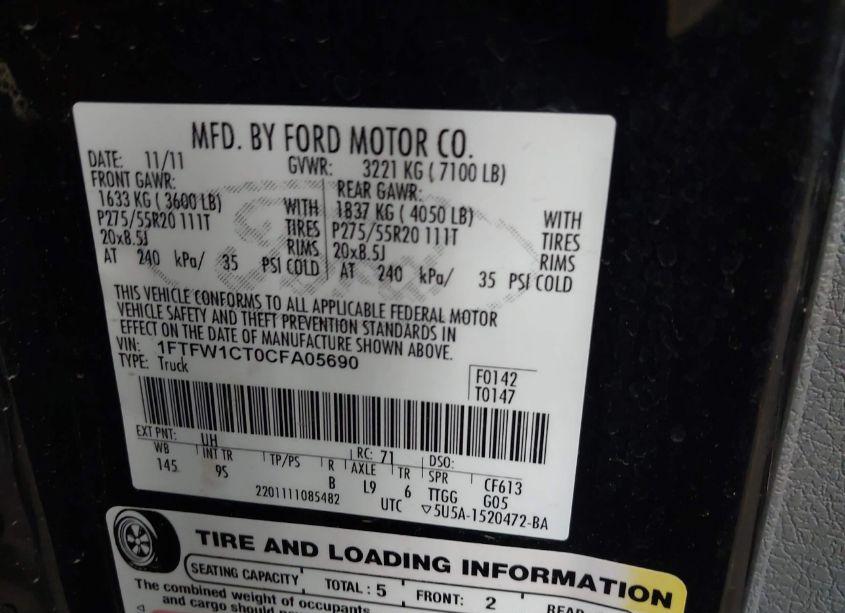 MFD. BY FORD MOTOR CO.
DATE: 11/11 GVWR: 3221 KG ( 7100 LB)
FRONT GAWR: REAR GAWR:
1633 KG ( 3600 LB) WITH 1837 KG ( 4050 LB) WITH
P275/55R20 111T TIRES P275/55R20 111T TIRES
20x8.5J RIMS 20x8.5J RIMS
AT 240 kPa/ 35 PSI COLD AT 240 kPa/ 35 PSI COLD
THIS VEHICLE CONFORMS TO ALL APPLICABLE FEDERAL MOTOR
VEHICLE SAFETY AND THEFT PREVENTION STANDARDS IN
EFFECT ON THE DATE OF MANUFACTURE SHOWN ABOVE.
VIN: 1FTFW1CT0CFA05690
TYPE: Truck
F0142
T0147
EXT PNT: UH RC: 71 DSO:
WB INT TR TP/PS R AXLE TR SPR CF613
145 95 B L9 6 TTGG G05
2201111085482 UTC ▽5U5A-1520472-BA
TIRE AND LOADING INFORMATION
SEATING CAPACITY TOTAL : 5 FRONT: 2 REAR
The combined weight of occupants
and cargo should